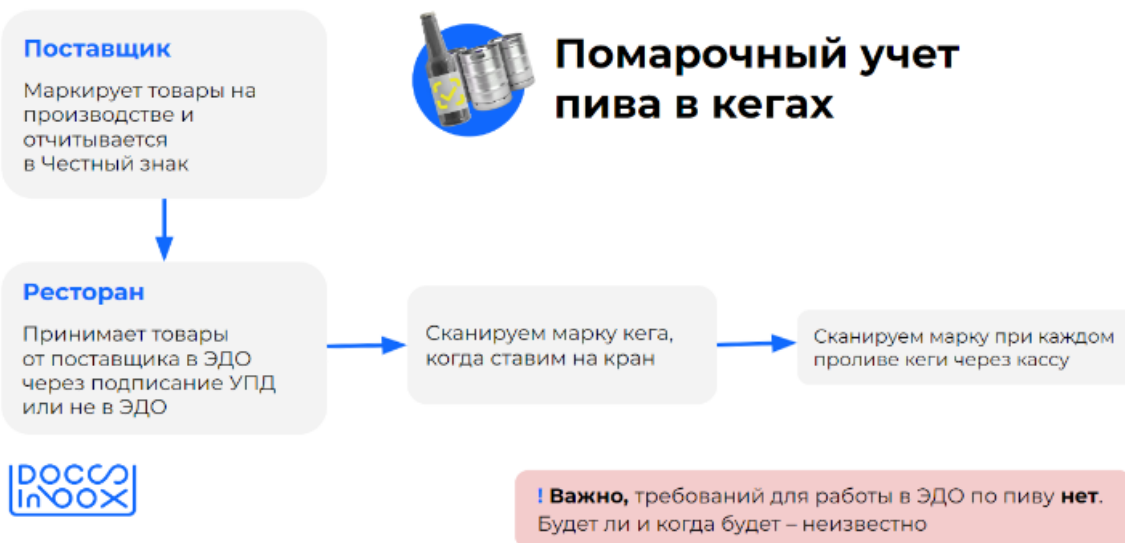 Поставщик
Маркирует товары на
производстве и
отчитывается
в Честный знак
Помарочный учет
пива в кегах
Ресторан
Принимает товары
от поставщика в ЭДО
через подписание УПД
или не в ЭДО
Сканируем марку кега,
когда ставим на кран
Сканируем марку при каждом
проливе кеги через кассу
DOCS
InBOX
! Важно, требований для работы в ЭДО по пиву нет.
Будет ли и когда будет – неизвестно